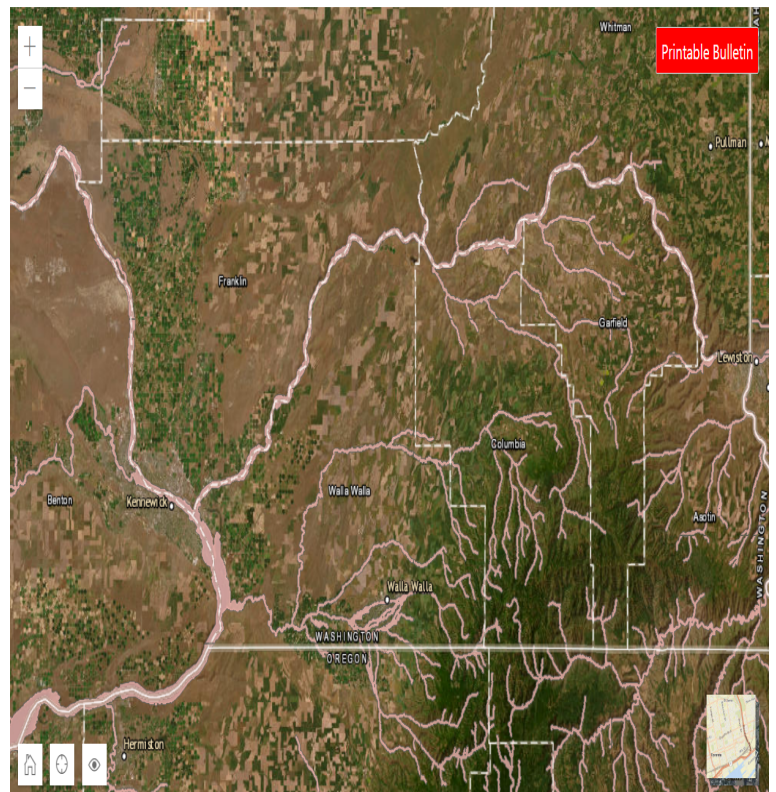 Whitman
Printable Bulletin
Pullman
Franklin
Garfield
Lewiston
Columbia
Walla Walla
Benton
Kennewick
Asotin
WASHINGTON
Walla Walla
WASHINGTON
OREGON
Hermiston